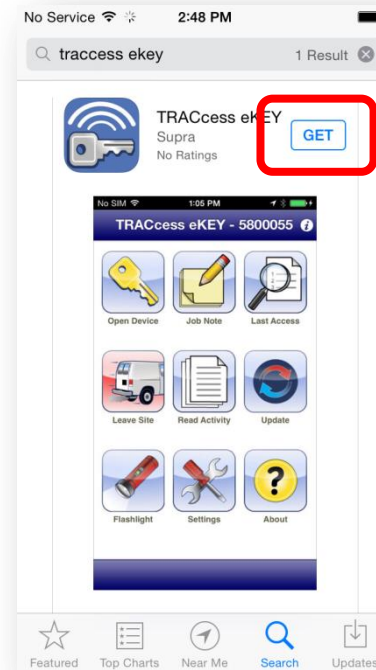 No Service 2:48 PM
traccess ekey 1 Result
TRACcess eKEY
Supra
No Ratings
GET
No SIM 1:05 PM
TRACcess eKEY - 5800055 i
Open Device Job Note Last Access
Leave Site Read Activity Update
Flashlight Settings About
Featured Top Charts Near Me Search Updates